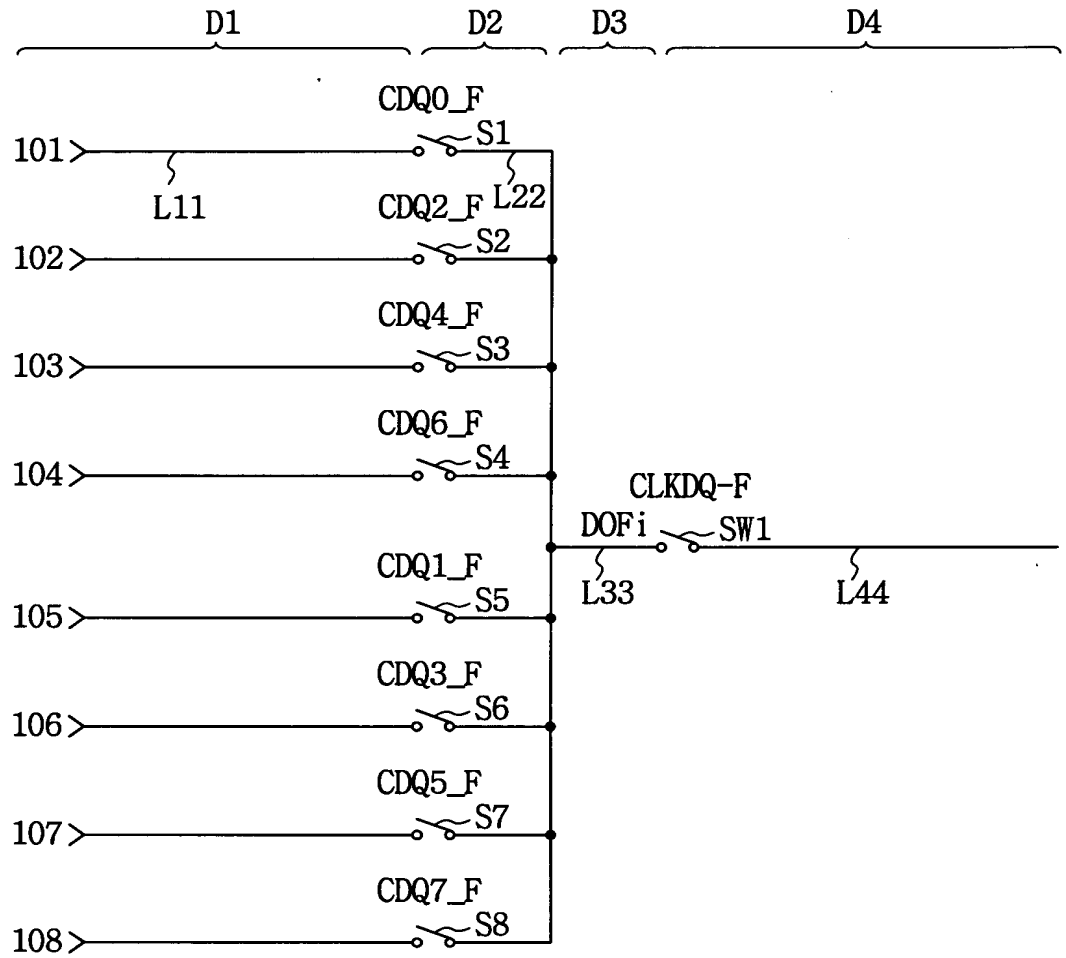 D1 D2 D3 D4
CDQ0_F
101 S1
L11 L22
CDQ2_F
102 S2
CDQ4_F
103 S3
CDQ6_F
104 S4
CLKDQ-F
DOFi SW1
L33 L44
CDQ1_F
105 S5
CDQ3_F
106 S6
CDQ5_F
107 S7
CDQ7_F
108 S8